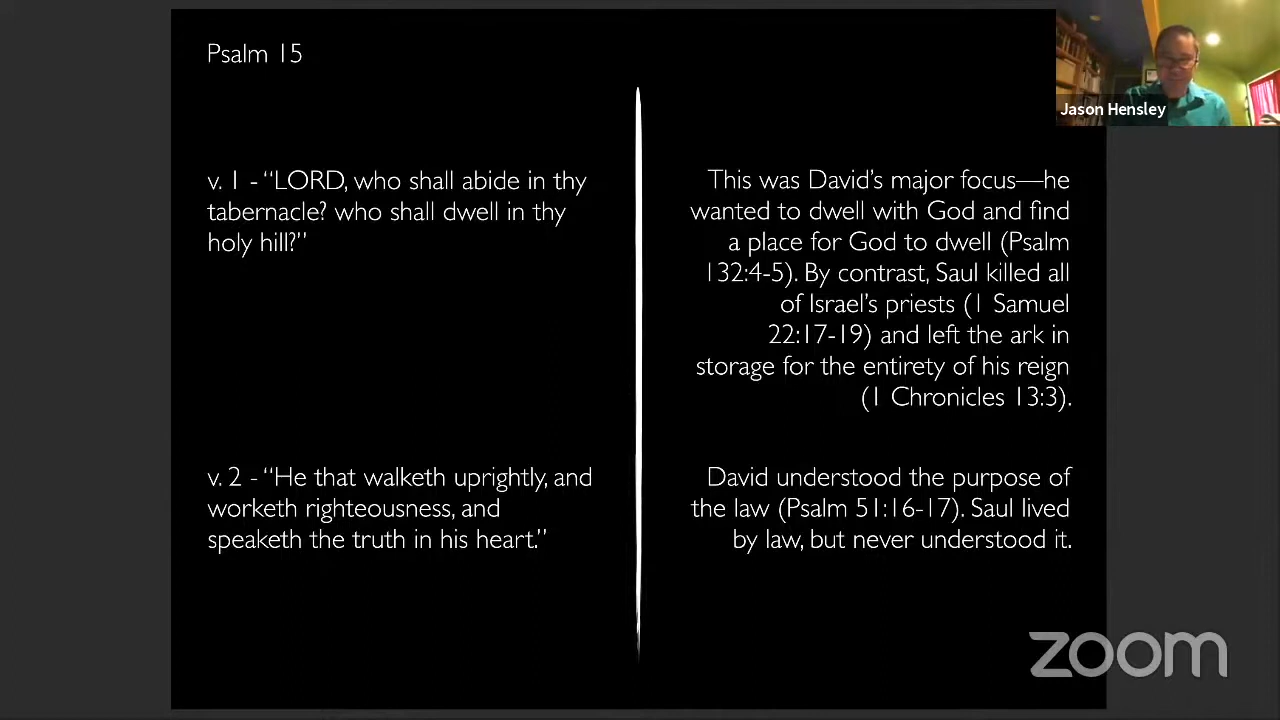 Psalm 15
Jason Hensley
v. 1 - “LORD, who shall abide in thy
tabernacle? who shall dwell in thy
holy hill?”
This was David’s major focus—he
wanted to dwell with God and find
a place for God to dwell (Psalm
132:4-5). By contrast, Saul killed all
of Israel’s priests (1 Samuel
22:17-19) and left the ark in
storage for the entirety of his reign
(1 Chronicles 13:3).
v. 2 - “He that walketh uprightly, and
worketh righteousness, and
speaketh the truth in his heart.”
David understood the purpose of
the law (Psalm 51:16-17). Saul lived
by law, but never understood it.
zoom